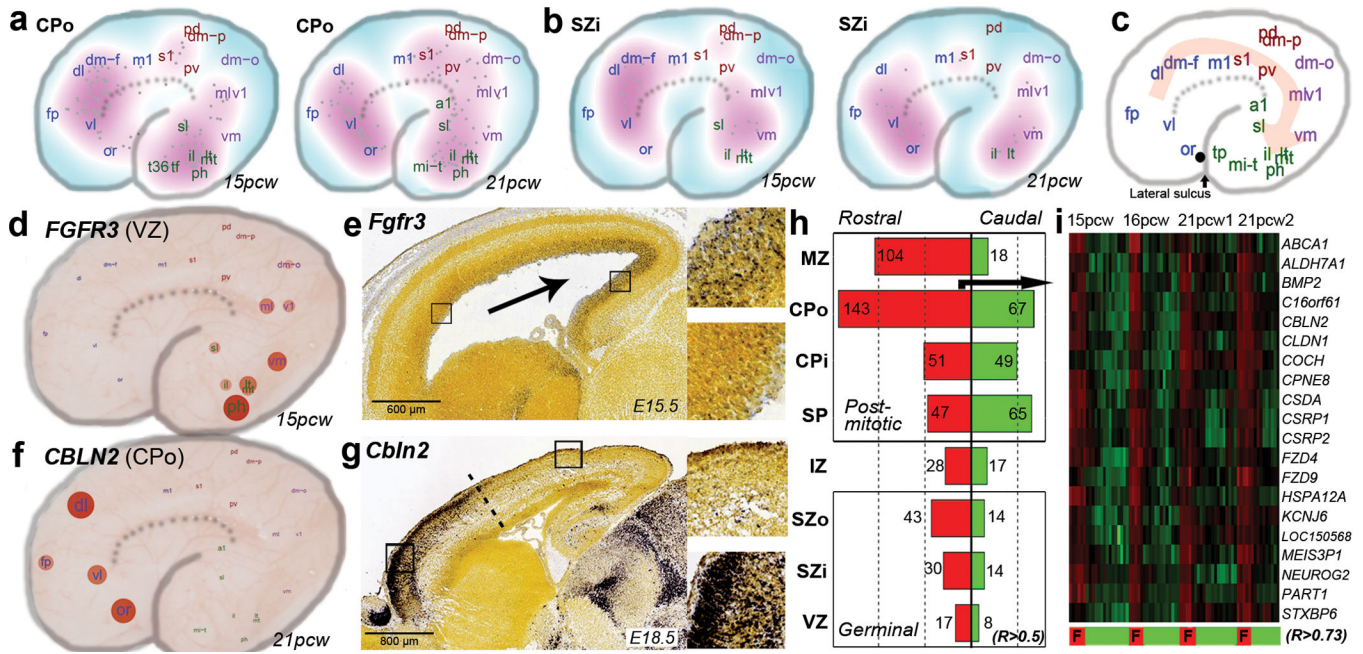 a CPo
dl
dm-f
m1
s1
pd
dm-p
pv
dm-o
mlv1
fp
vl
sl
vm
or
t36 tf
il
lt
mt
ph
15pcw
CPo
dl
dm-f
m1
s1
pd
dm-p
pv
dm-o
mlv1
a1
fp
vl
sl
vm
or
mi-t
il
lt
mt
ph
21pcw
b SZi
dl
dm-f
m1
s1
pd
dm-p
pv
dm-o
mlv1
fp
vl
sl
vm
or
il
lt
mt
15pcw
SZi
dl
dm-f
m1
s1
pd
pv
dm-o
mlv1
fp
vl
vm
or
il
lt
21pcw
c
dl
dm-f
m1
s1
pd
dm-p
pv
dm-o
mlv1
a1
fp
vl
sl
vm
or
tp
mi-t
il
lt
mt
ph
Lateral sulcus
d FGFR3 (VZ)
dl
dm-f
m1
s1
pd
dm-p
pv
dm-o
ml
v1
fp
vl
sl
vm
or
il
lt
mt
ph
15pcw
e Fgfr3
600 µm
E15.5
f CBLN2 (CPo)
dl
dm-f
m1
s1
pd
dm-p
pv
dm-o
ml
v1
a1
fp
vl
sl
vm
or
mi-t
il
lt
mt
ph
21pcw
g Cbln2
800 µm
E18.5
h Rostral Caudal
MZ 104 18
CPo 143 67
CPi 51 49
SP 47 65
Post-
mitotic
IZ 28 17
SZo 43 14
SZi 30 14
VZ 17 8
Germinal (R>0.5)
i 15pcw 16pcw 21pcw1 21pcw2
ABCA1
ALDH7A1
BMP2
C16orf61
CBLN2
CLDN1
COCH
CPNE8
CSDA
CSRP1
CSRP2
FZD4
FZD9
HSPA12A
KCNJ6
LOC150568
MEIS3P1
NEUROG2
PART1
STXBP6
F F F F (R>0.73)